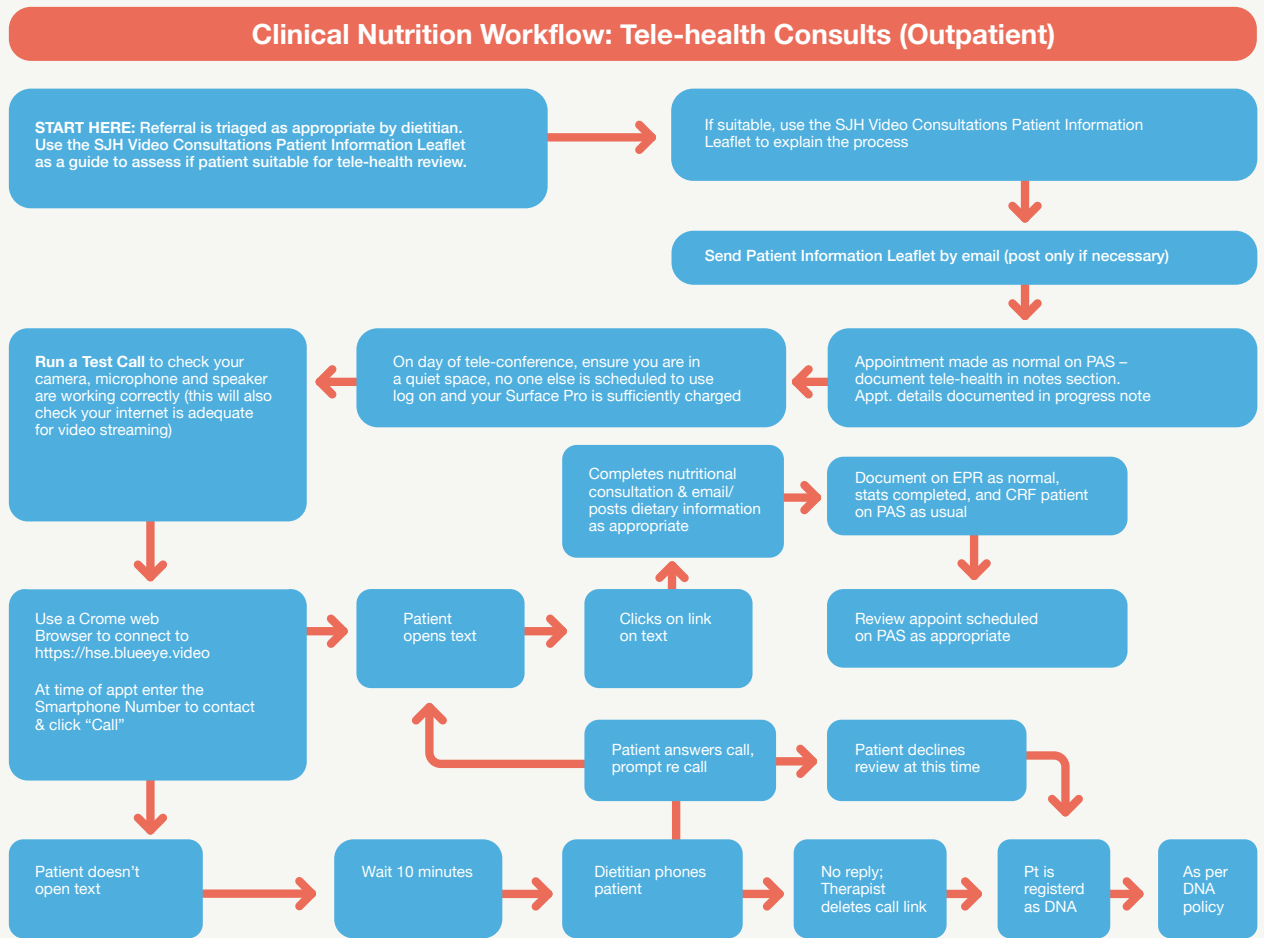 Clinical Nutrition Workflow: Tele-health Consults (Outpatient)
START HERE: Referral is triaged as appropriate by dietitian.
Use the SJH Video Consultations Patient Information Leaflet
as a guide to assess if patient suitable for tele-health review.
If suitable, use the SJH Video Consultations Patient Information
Leaflet to explain the process
Send Patient Information Leaflet by email (post only if necessary)
Appointment made as normal on PAS –
document tele-health in notes section.
Appt. details documented in progress note
On day of tele-conference, ensure you are in
a quiet space, no one else is scheduled to use
log on and your Surface Pro is sufficiently charged
Run a Test Call to check your
camera, microphone and speaker
are working correctly (this will also
check your internet is adequate
for video streaming)
Use a Crome web
Browser to connect to
https://hse.blueeye.video
At time of appt enter the
Smartphone Number to contact
& click “Call”
Patient
opens text
Clicks on link
on text
Completes nutritional
consultation & email/
posts dietary information
as appropriate
Document on EPR as normal,
stats completed, and CRF patient
on PAS as usual
Review appoint scheduled
on PAS as appropriate
Patient doesn’t
open text
Wait 10 minutes
Dietitian phones
patient
Patient answers call,
prompt re call
Patient declines
review at this time
No reply;
Therapist
deletes call link
Pt is
registerd
as DNA
As per
DNA
policy